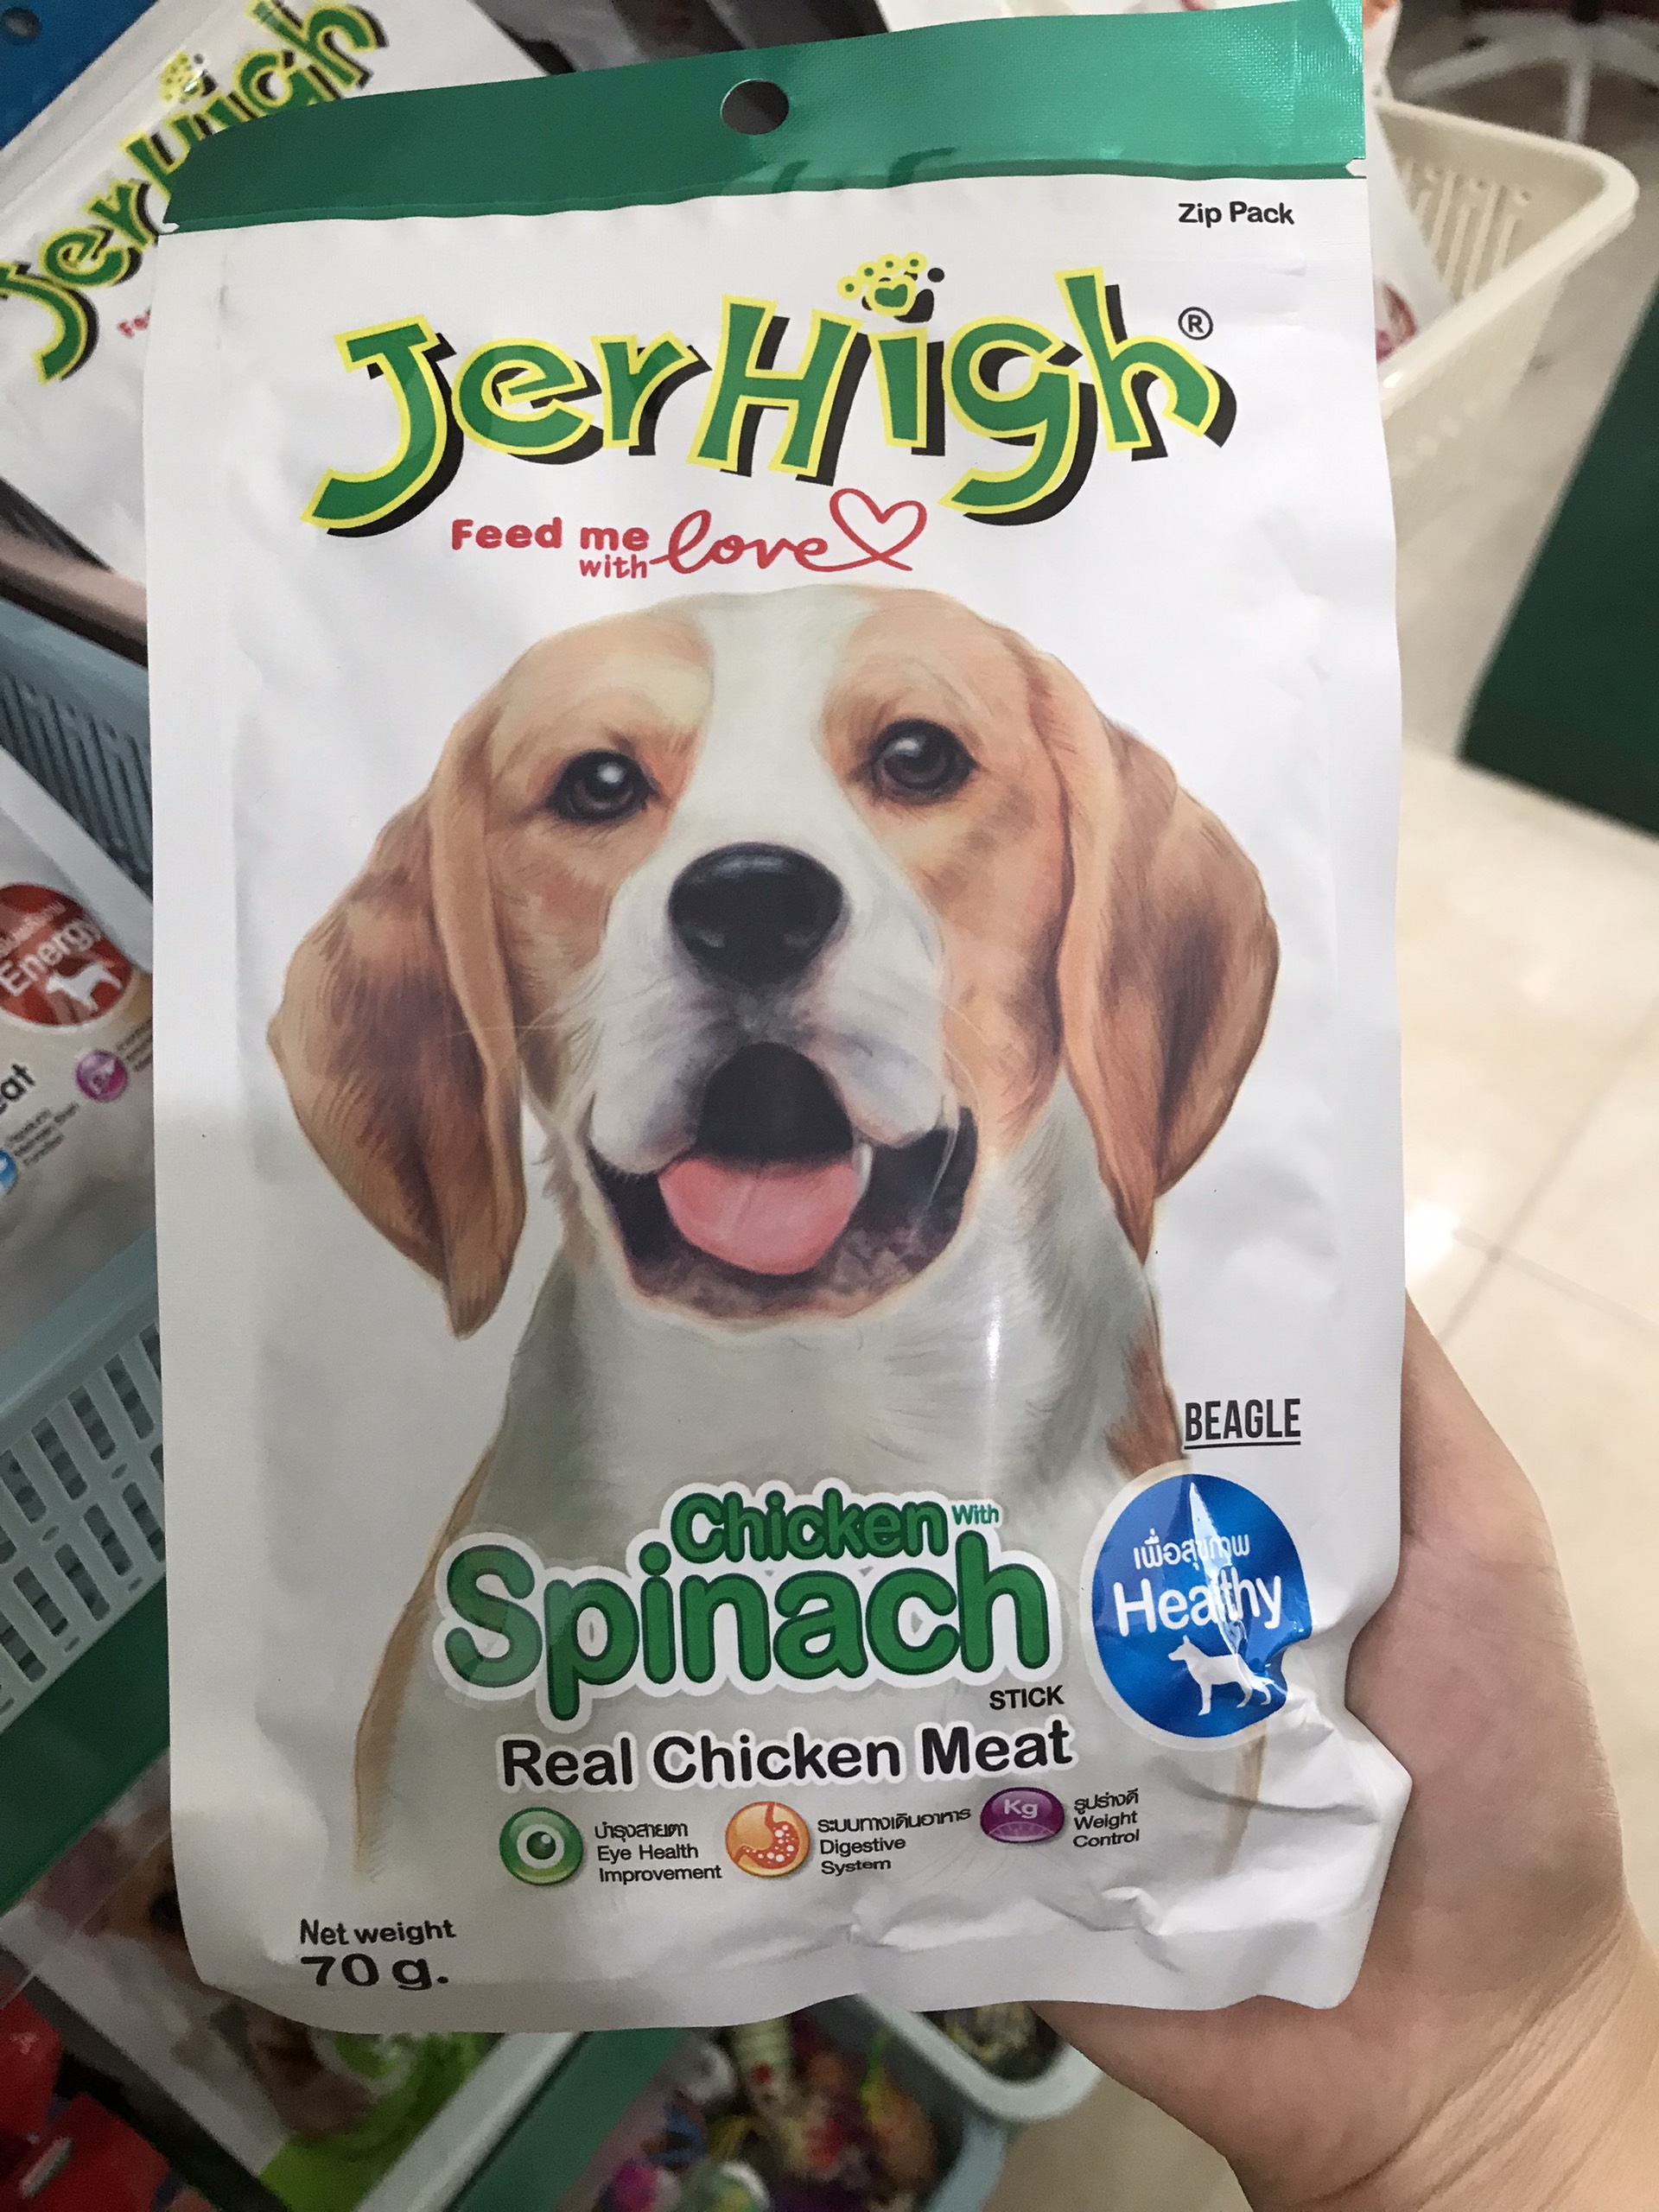 JerHigh
Zip Pack
JerHigh®
Feed me
with love
Energy
BEAGLE
Chicken With
Spinach
STICK
เพื่อสุขภาพ
Healthy
Real Chicken Meat
บำรุงสายตา
Eye Health
Improvement
ระบบทางเดินอาหาร
Digestive
System
Kg
รูปร่างดี
Weight
Control
Net weight
70 g.